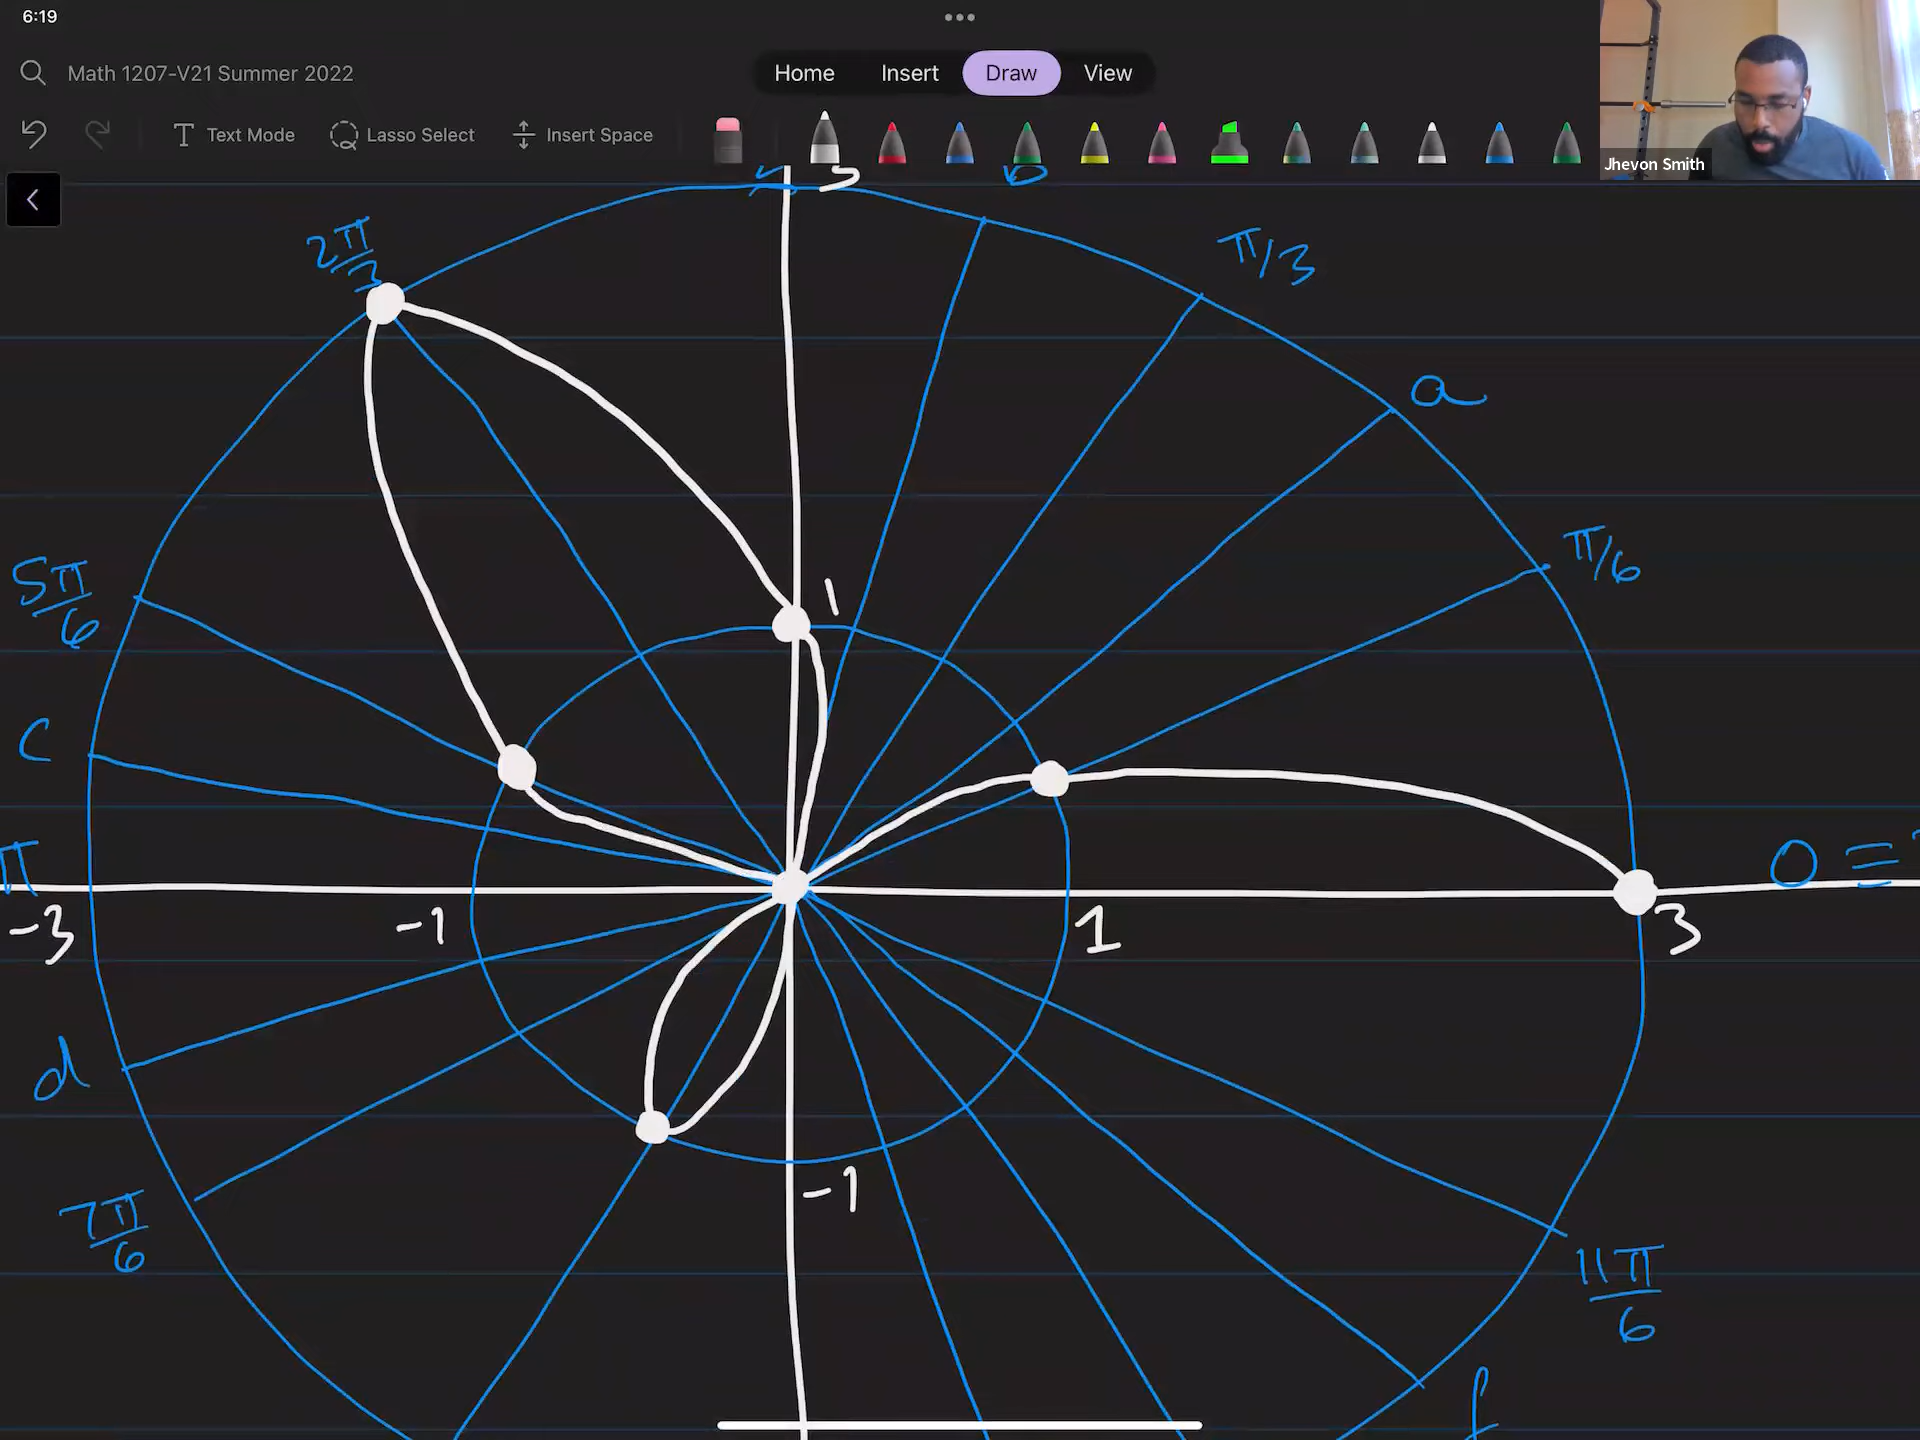 6:19
Math 1207-V21 Summer 2022
Home Insert Draw View
Text Mode Lasso Select Insert Space
Jhevon Smith
b
2π/3
π/3
a
5π/6
1
π/6
c
π
0 =
-3
-1
1
3
d
-1
7π/6
11π/6
f